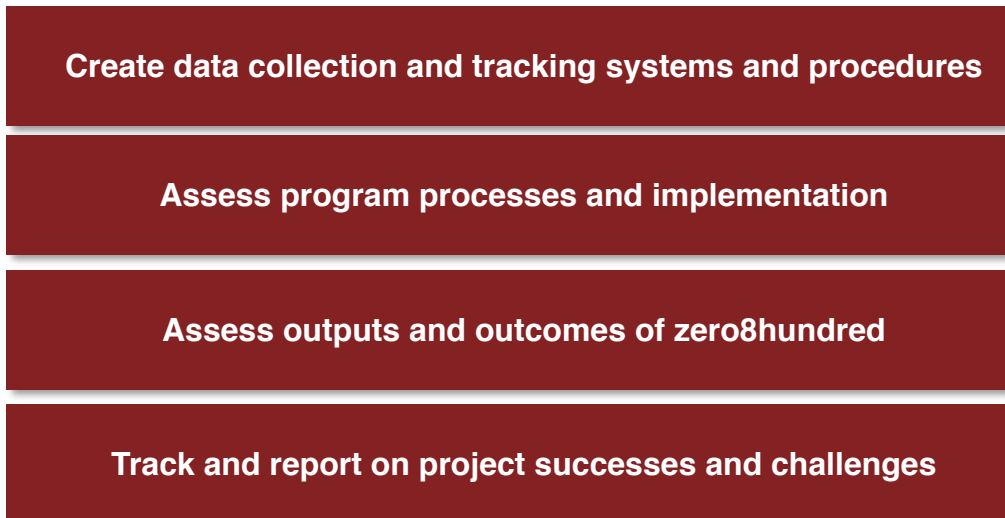 Create data collection and tracking systems and procedures
Assess program processes and implementation
Assess outputs and outcomes of zero8hundred
Track and report on project successes and challenges